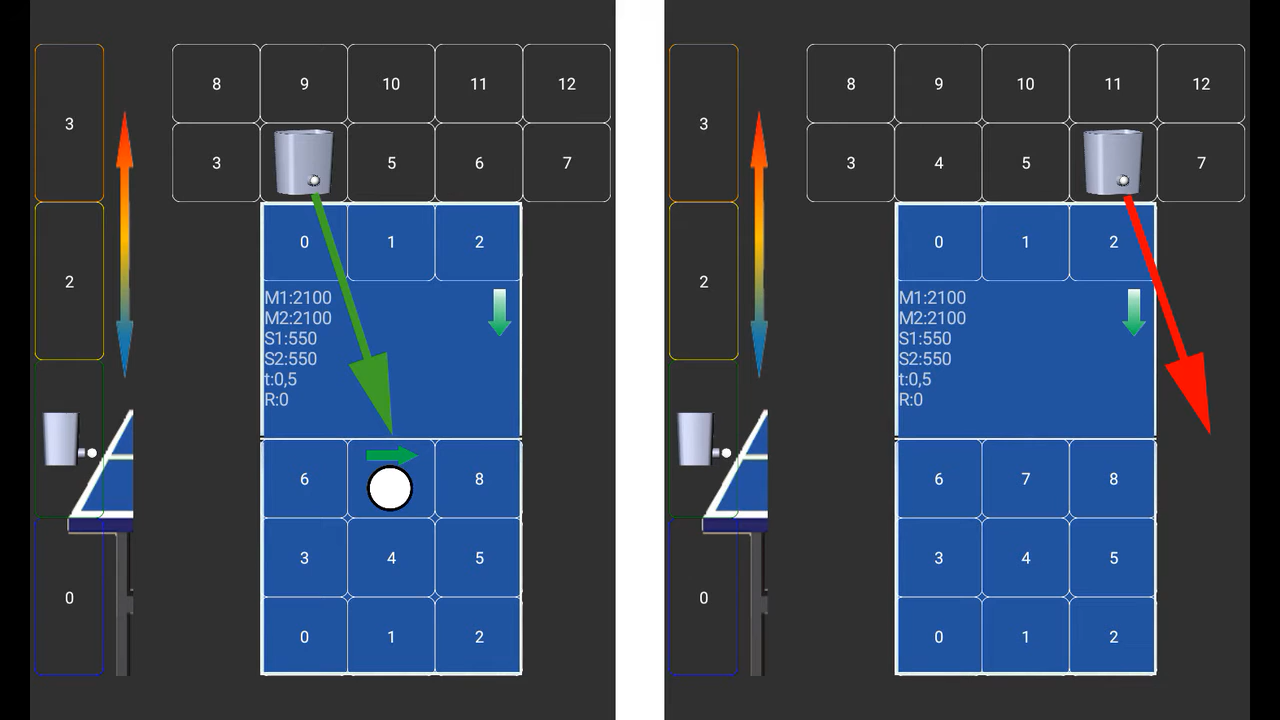 8 9 10 11 12
3 5 6 7
0 1 2
M1:2100
M2:2100
S1:550
S2:550
t:0,5
R:0
6 8
3 4 5
0 1 2
3
2
0
8 9 10 11 12
3 4 5 7
0 1 2
M1:2100
M2:2100
S1:550
S2:550
t:0,5
R:0
6 7 8
3 4 5
0 1 2
3
2
0